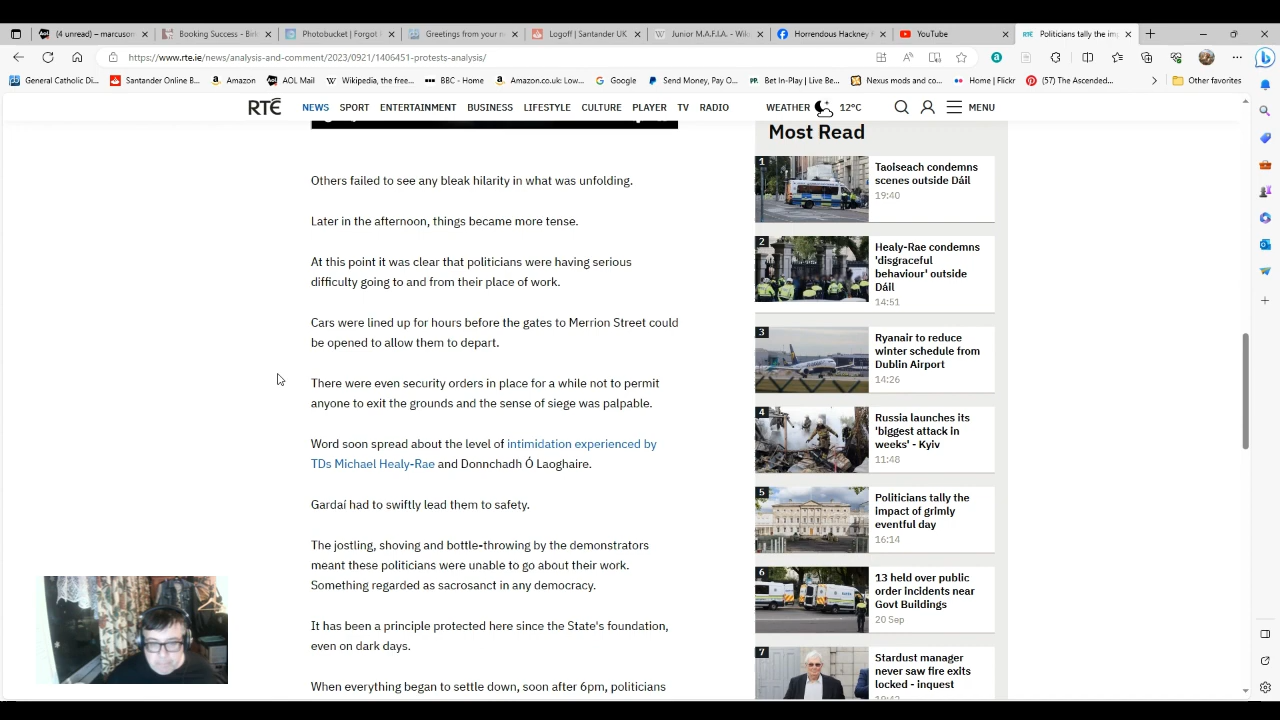 (4 unread) – marcuson
Booking Success - Bel
Photobucket | Forgot F
Greetings from your n
Logoff | Santander UK
Junior M.A.F.I.A. - Wiki
Horrendous Hackney F
YouTube
Politicians tally the im
https://www.rte.ie/news/analysis-and-comment/2023/0921/1406451-protests-analysis/
General Catholic Di...
Santander Online B...
Amazon
AOL Mail
Wikipedia, the free...
BBC - Home
Amazon.co.uk: Low...
Google
Send Money, Pay O...
Bet In-Play | Live Be...
Nexus mods and co...
Home | Flickr
(57) The Ascended...
Other favorites
RTÉ NEWS SPORT ENTERTAINMENT BUSINESS LIFESTYLE CULTURE PLAYER TV RADIO WEATHER 12°C MENU
Others failed to see any bleak hilarity in what was unfolding.
Later in the afternoon, things became more tense.
At this point it was clear that politicians were having serious
difficulty going to and from their place of work.
Cars were lined up for hours before the gates to Merrion Street could
be opened to allow them to depart.
There were even security orders in place for a while not to permit
anyone to exit the grounds and the sense of siege was palpable.
Word soon spread about the level of intimidation experienced by
TDs Michael Healy-Rae and Donnchadh Ó Laoghaire.
Gardaí had to swiftly lead them to safety.
The jostling, shoving and bottle-throwing by the demonstrators
meant these politicians were unable to go about their work.
Something regarded as sacrosanct in any democracy.
It has been a principle protected here since the State's foundation,
even on dark days.
When everything began to settle down, soon after 6pm, politicians
Most Read
1
Taoiseach condemns
scenes outside Dáil
19:40
2
Healy-Rae condemns
'disgraceful
behaviour' outside
Dáil
14:51
3
Ryanair to reduce
winter schedule from
Dublin Airport
14:26
4
Russia launches its
'biggest attack in
weeks' - Kyiv
11:48
5
Politicians tally the
impact of grimly
eventful day
16:14
6
13 held over public
order incidents near
Govt Buildings
20 Sep
7
Stardust manager
never saw fire exits
locked - inquest